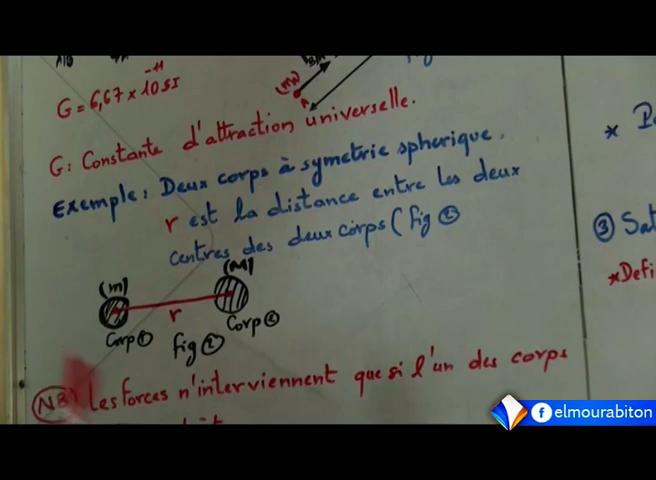 G = 6,67 × 10⁻¹¹ SI
(m)
G : Constante d'attraction universelle.
Exemple : Deux corps à symetrie spherique.
r est la distance entre les deux
centres des deux corps (fig ②
(m) (M)
r
Corp① Corp②
fig②
NB) Les forces n'interviennent que si l'un des corps
*
③ Sat
* Defi
f elmourabiton